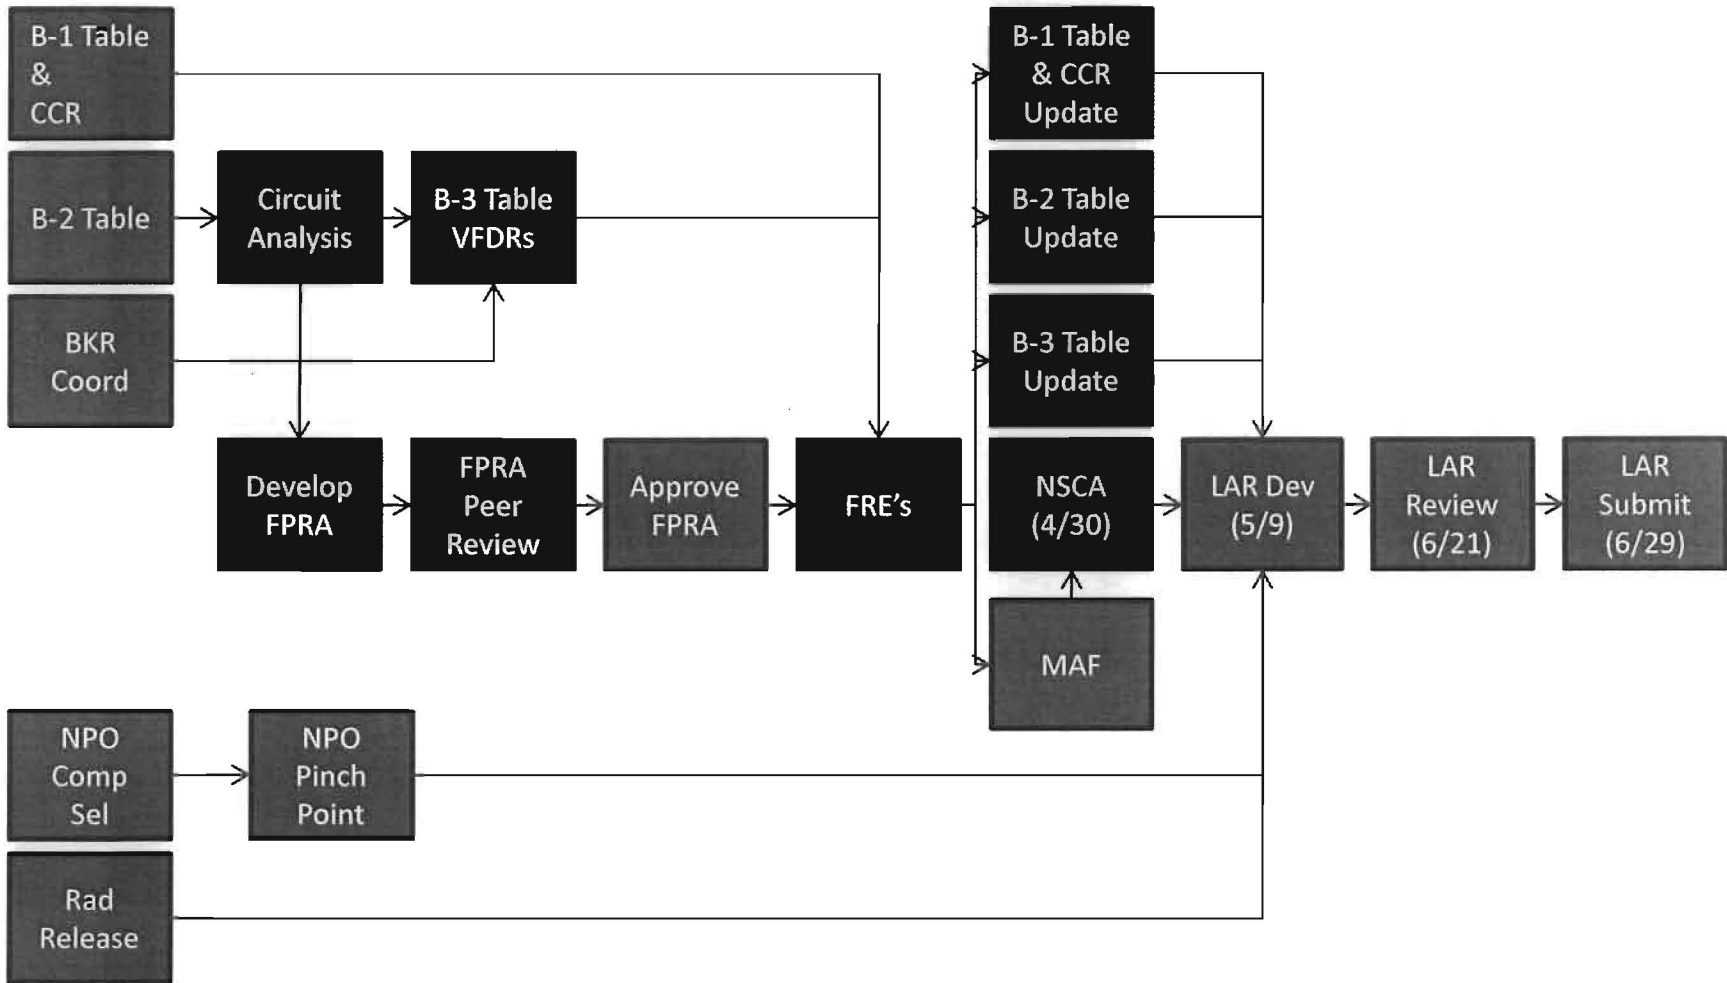 B-1 Table
&
CCR
B-2 Table
BKR
Coord
Circuit
Analysis
B-3 Table
VFDRs
Develop
FPRA
FPRA
Peer
Review
Approve
FPRA
FRE's
B-1 Table
& CCR
Update
B-2 Table
Update
B-3 Table
Update
NSCA
(4/30)
MAF
LAR Dev
(5/9)
LAR
Review
(6/21)
LAR
Submit
(6/29)
NPO
Comp
Sel
NPO
Pinch
Point
Rad
Release